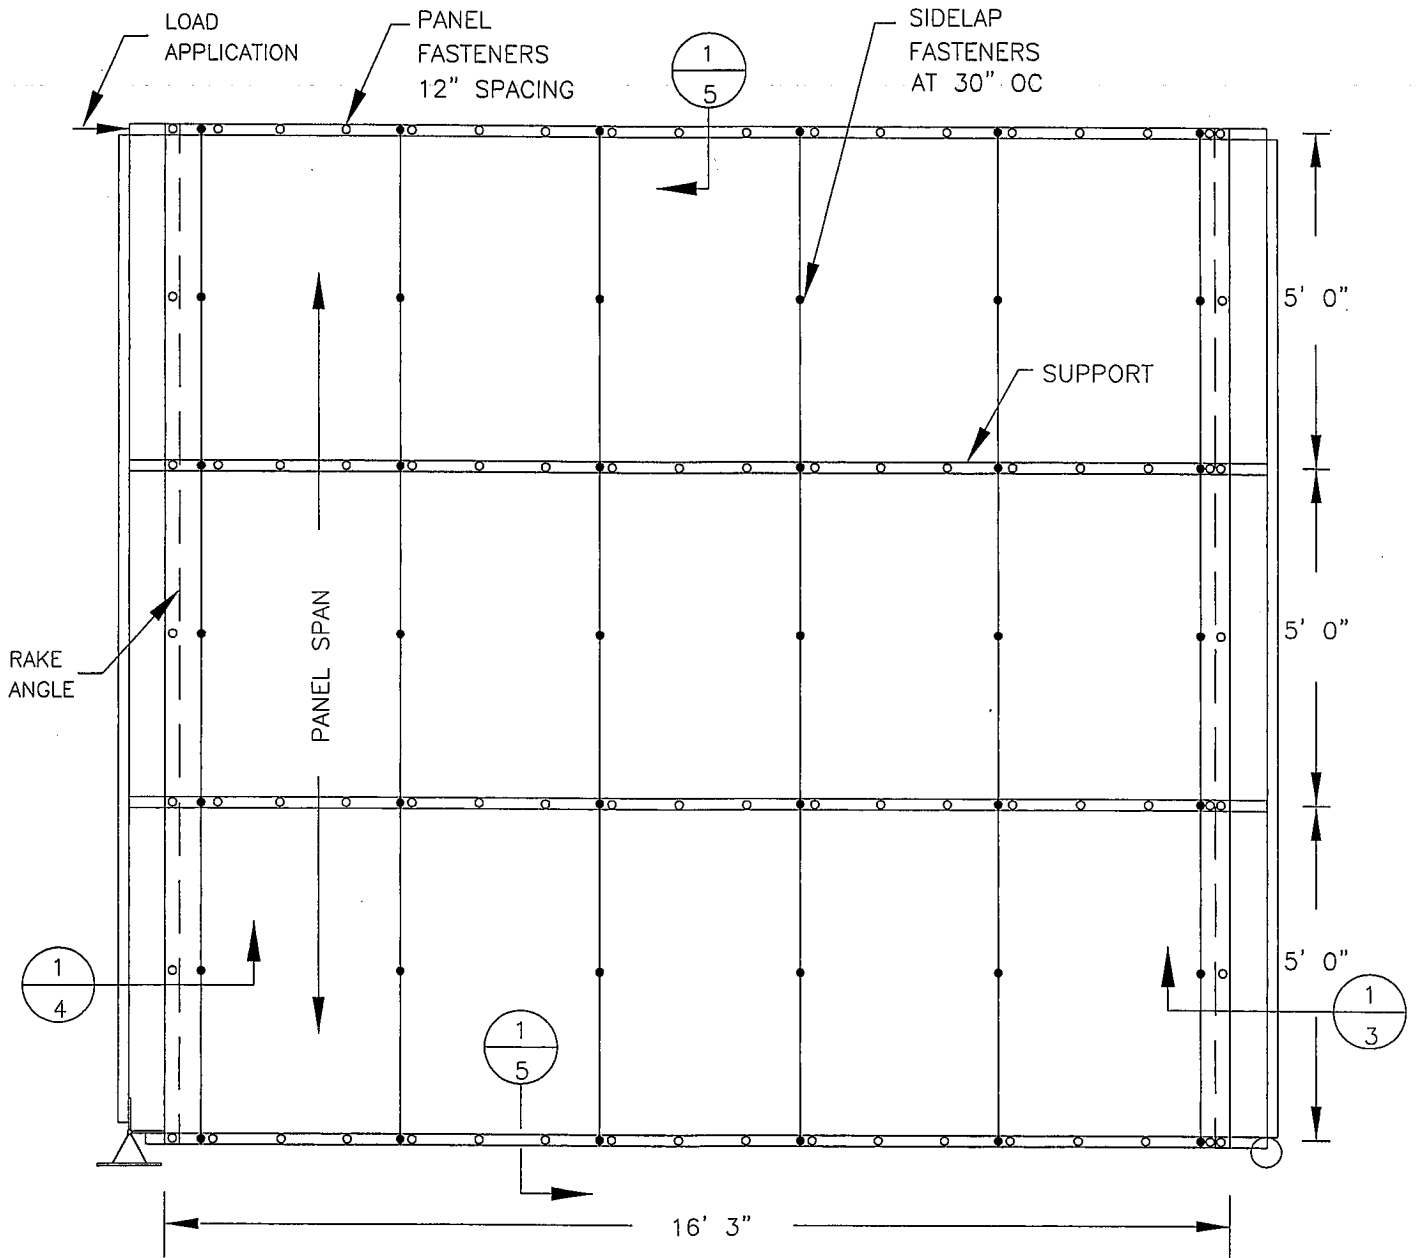 LOAD
APPLICATION
PANEL
FASTENERS
12" SPACING
1
5
SIDELAP
FASTENERS
AT 30" OC
5' 0"
SUPPORT
RAKE
ANGLE
PANEL SPAN
5' 0"
1
4
5' 0"
1
3
1
5
16' 3"